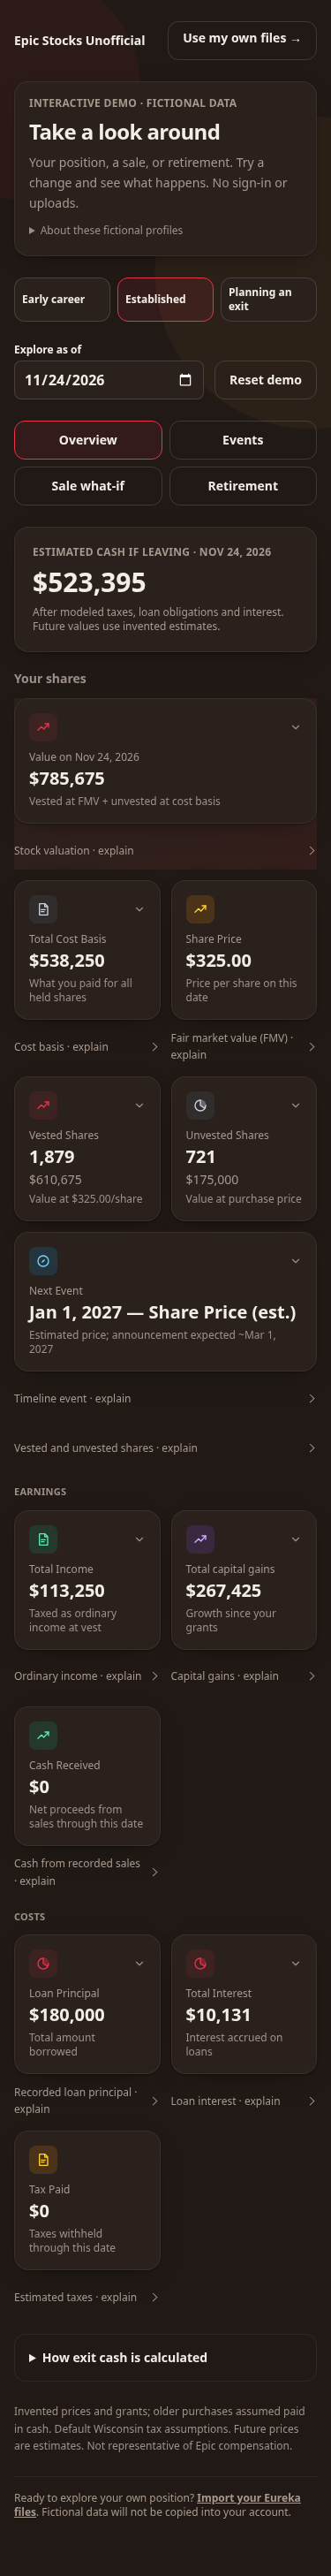 Epic Stocks Unofficial
Use my own files →
INTERACTIVE DEMO · FICTIONAL DATA
Take a look around
Your position, a sale, or retirement. Try a
change and see what happens. No sign-in or
uploads.
▶ About these fictional profiles
Early career
Established
Planning an
exit
Explore as of
11/24/2026
Reset demo
Overview
Events
Sale what-if
Retirement
ESTIMATED CASH IF LEAVING · NOV 24, 2026
$523,395
After modeled taxes, loan obligations and interest.
Future values use invented estimates.
Your shares
Value on Nov 24, 2026
$785,675
Vested at FMV + unvested at cost basis
Stock valuation · explain
Total Cost Basis
$538,250
What you paid for all
held shares
Share Price
$325.00
Price per share on this
date
Cost basis · explain
Fair market value (FMV) ·
explain
Vested Shares
1,879
$610,675
Value at $325.00/share
Unvested Shares
721
$175,000
Value at purchase price
Next Event
Jan 1, 2027 — Share Price (est.)
Estimated price; announcement expected ~Mar 1,
2027
Timeline event · explain
Vested and unvested shares · explain
EARNINGS
Total Income
$113,250
Taxed as ordinary
income at vest
Total capital gains
$267,425
Growth since your
grants
Ordinary income · explain
Capital gains · explain
Cash Received
$0
Net proceeds from
sales through this date
Cash from recorded sales
· explain
COSTS
Loan Principal
$180,000
Total amount
borrowed
Total Interest
$10,131
Interest accrued on
loans
Recorded loan principal ·
explain
Loan interest · explain
Tax Paid
$0
Taxes withheld
through this date
Estimated taxes · explain
▶ How exit cash is calculated
Invented prices and grants; older purchases assumed paid
in cash. Default Wisconsin tax assumptions. Future prices
are estimates. Not representative of Epic compensation.
Ready to explore your own position? Import your Eureka
files. Fictional data will not be copied into your account.